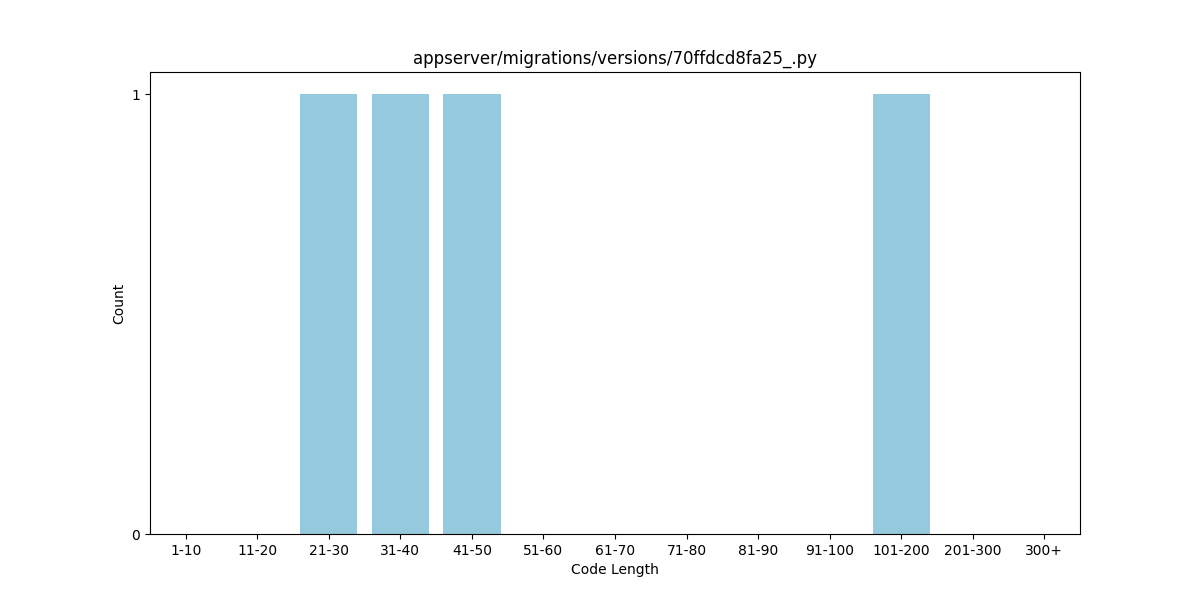 appserver/migrations/versions/70ffdcd8fa25_.py
1
Count
0
1-10 11-20 21-30 31-40 41-50 51-60 61-70 71-80 81-90 91-100 101-200 201-300 300+
Code Length